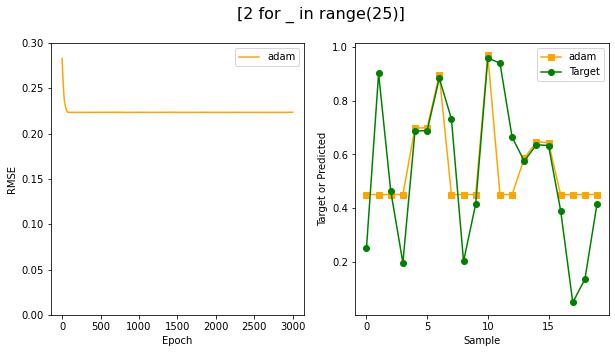 [2 for _ in range(25)]
0.30
0.25
0.20
0.15
0.10
0.05
0.00
RMSE
0 500 1000 1500 2000 2500 3000
Epoch
adam
1.0
0.8
0.6
0.4
0.2
Target or Predicted
0 5 10 15
Sample
adam
Target